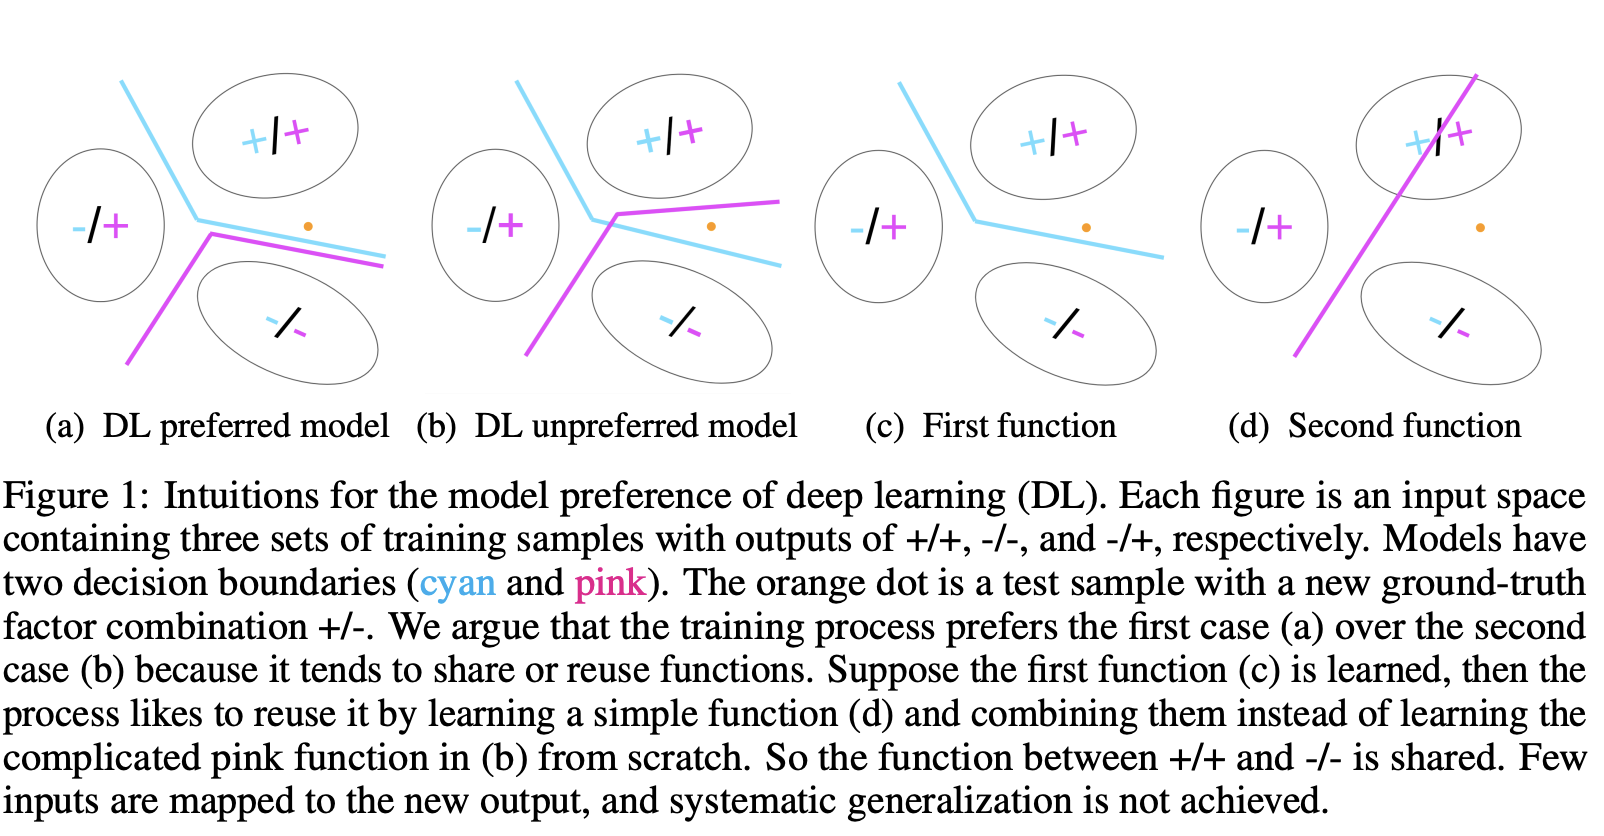 +/+
-/+
-/-
+/+
-/+
-/-
+/+
-/+
-/-
+/+
-/+
-/-
(a) DL preferred model
(b) DL unpreferred model
(c) First function
(d) Second function
Figure 1: Intuitions for the model preference of deep learning (DL). Each figure is an input space
containing three sets of training samples with outputs of +/+, -/-, and -/+, respectively. Models have
two decision boundaries (cyan and pink). The orange dot is a test sample with a new ground-truth
factor combination +/-. We argue that the training process prefers the first case (a) over the second
case (b) because it tends to share or reuse functions. Suppose the first function (c) is learned, then the
process likes to reuse it by learning a simple function (d) and combining them instead of learning the
complicated pink function in (b) from scratch. So the function between +/+ and -/- is shared. Few
inputs are mapped to the new output, and systematic generalization is not achieved.